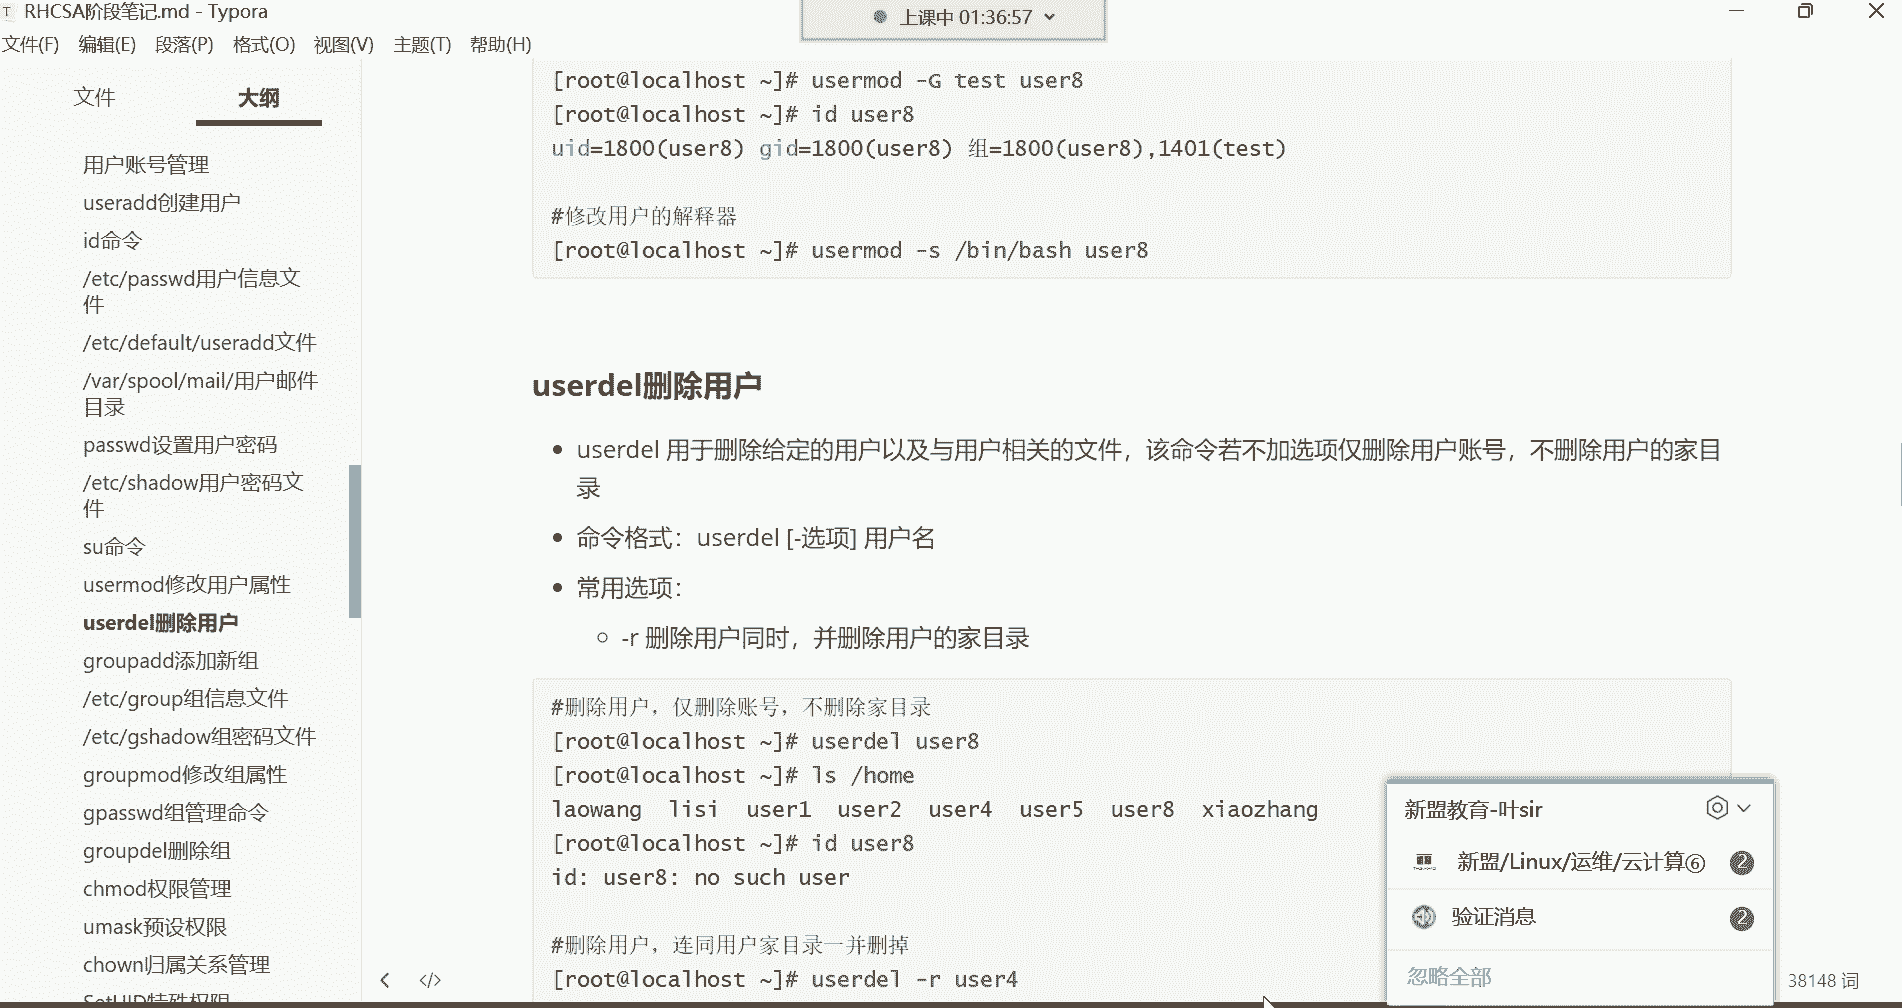 RHCSA阶段笔记.md - Typora
上课中 01:36:57
文件(F) 编辑(E) 段落(P) 格式(O) 视图(V) 主题(T) 帮助(H)
文件 大纲
用户账号管理
useradd创建用户
id命令
/etc/passwd用户信息文
件
/etc/default/useradd文件
/var/spool/mail/用户邮件
目录
passwd设置用户密码
/etc/shadow用户密码文
件
su命令
usermod修改用户属性
userdel删除用户
groupadd添加新组
/etc/group组信息文件
/etc/gshadow组密码文件
groupmod修改组属性
gpasswd组管理命令
groupdel删除组
chmod权限管理
umask预设权限
chown归属关系管理
SetUID特殊权限
[root@localhost ~]# usermod -G test user8
[root@localhost ~]# id user8
uid=1800(user8) gid=1800(user8) 组=1800(user8),1401(test)
#修改用户的解释器
[root@localhost ~]# usermod -s /bin/bash user8
userdel删除用户
userdel 用于删除给定的用户以及与用户相关的文件，该命令若不加选项仅删除用户账号，不删除用户的家目
录
命令格式：userdel [-选项] 用户名
常用选项：
-r 删除用户同时，并删除用户的家目录
#删除用户，仅删除账号，不删除家目录
[root@localhost ~]# userdel user8
[root@localhost ~]# ls /home
laowang lisi user1 user2 user4 user5 user8 xiaozhang
[root@localhost ~]# id user8
id: user8: no such user
#删除用户，连同用户家目录一并删掉
[root@localhost ~]# userdel -r user4
新盟教育-叶sir
新盟/Linux/运维/云计算⑥ 2
验证消息 2
忽略全部
38148 词